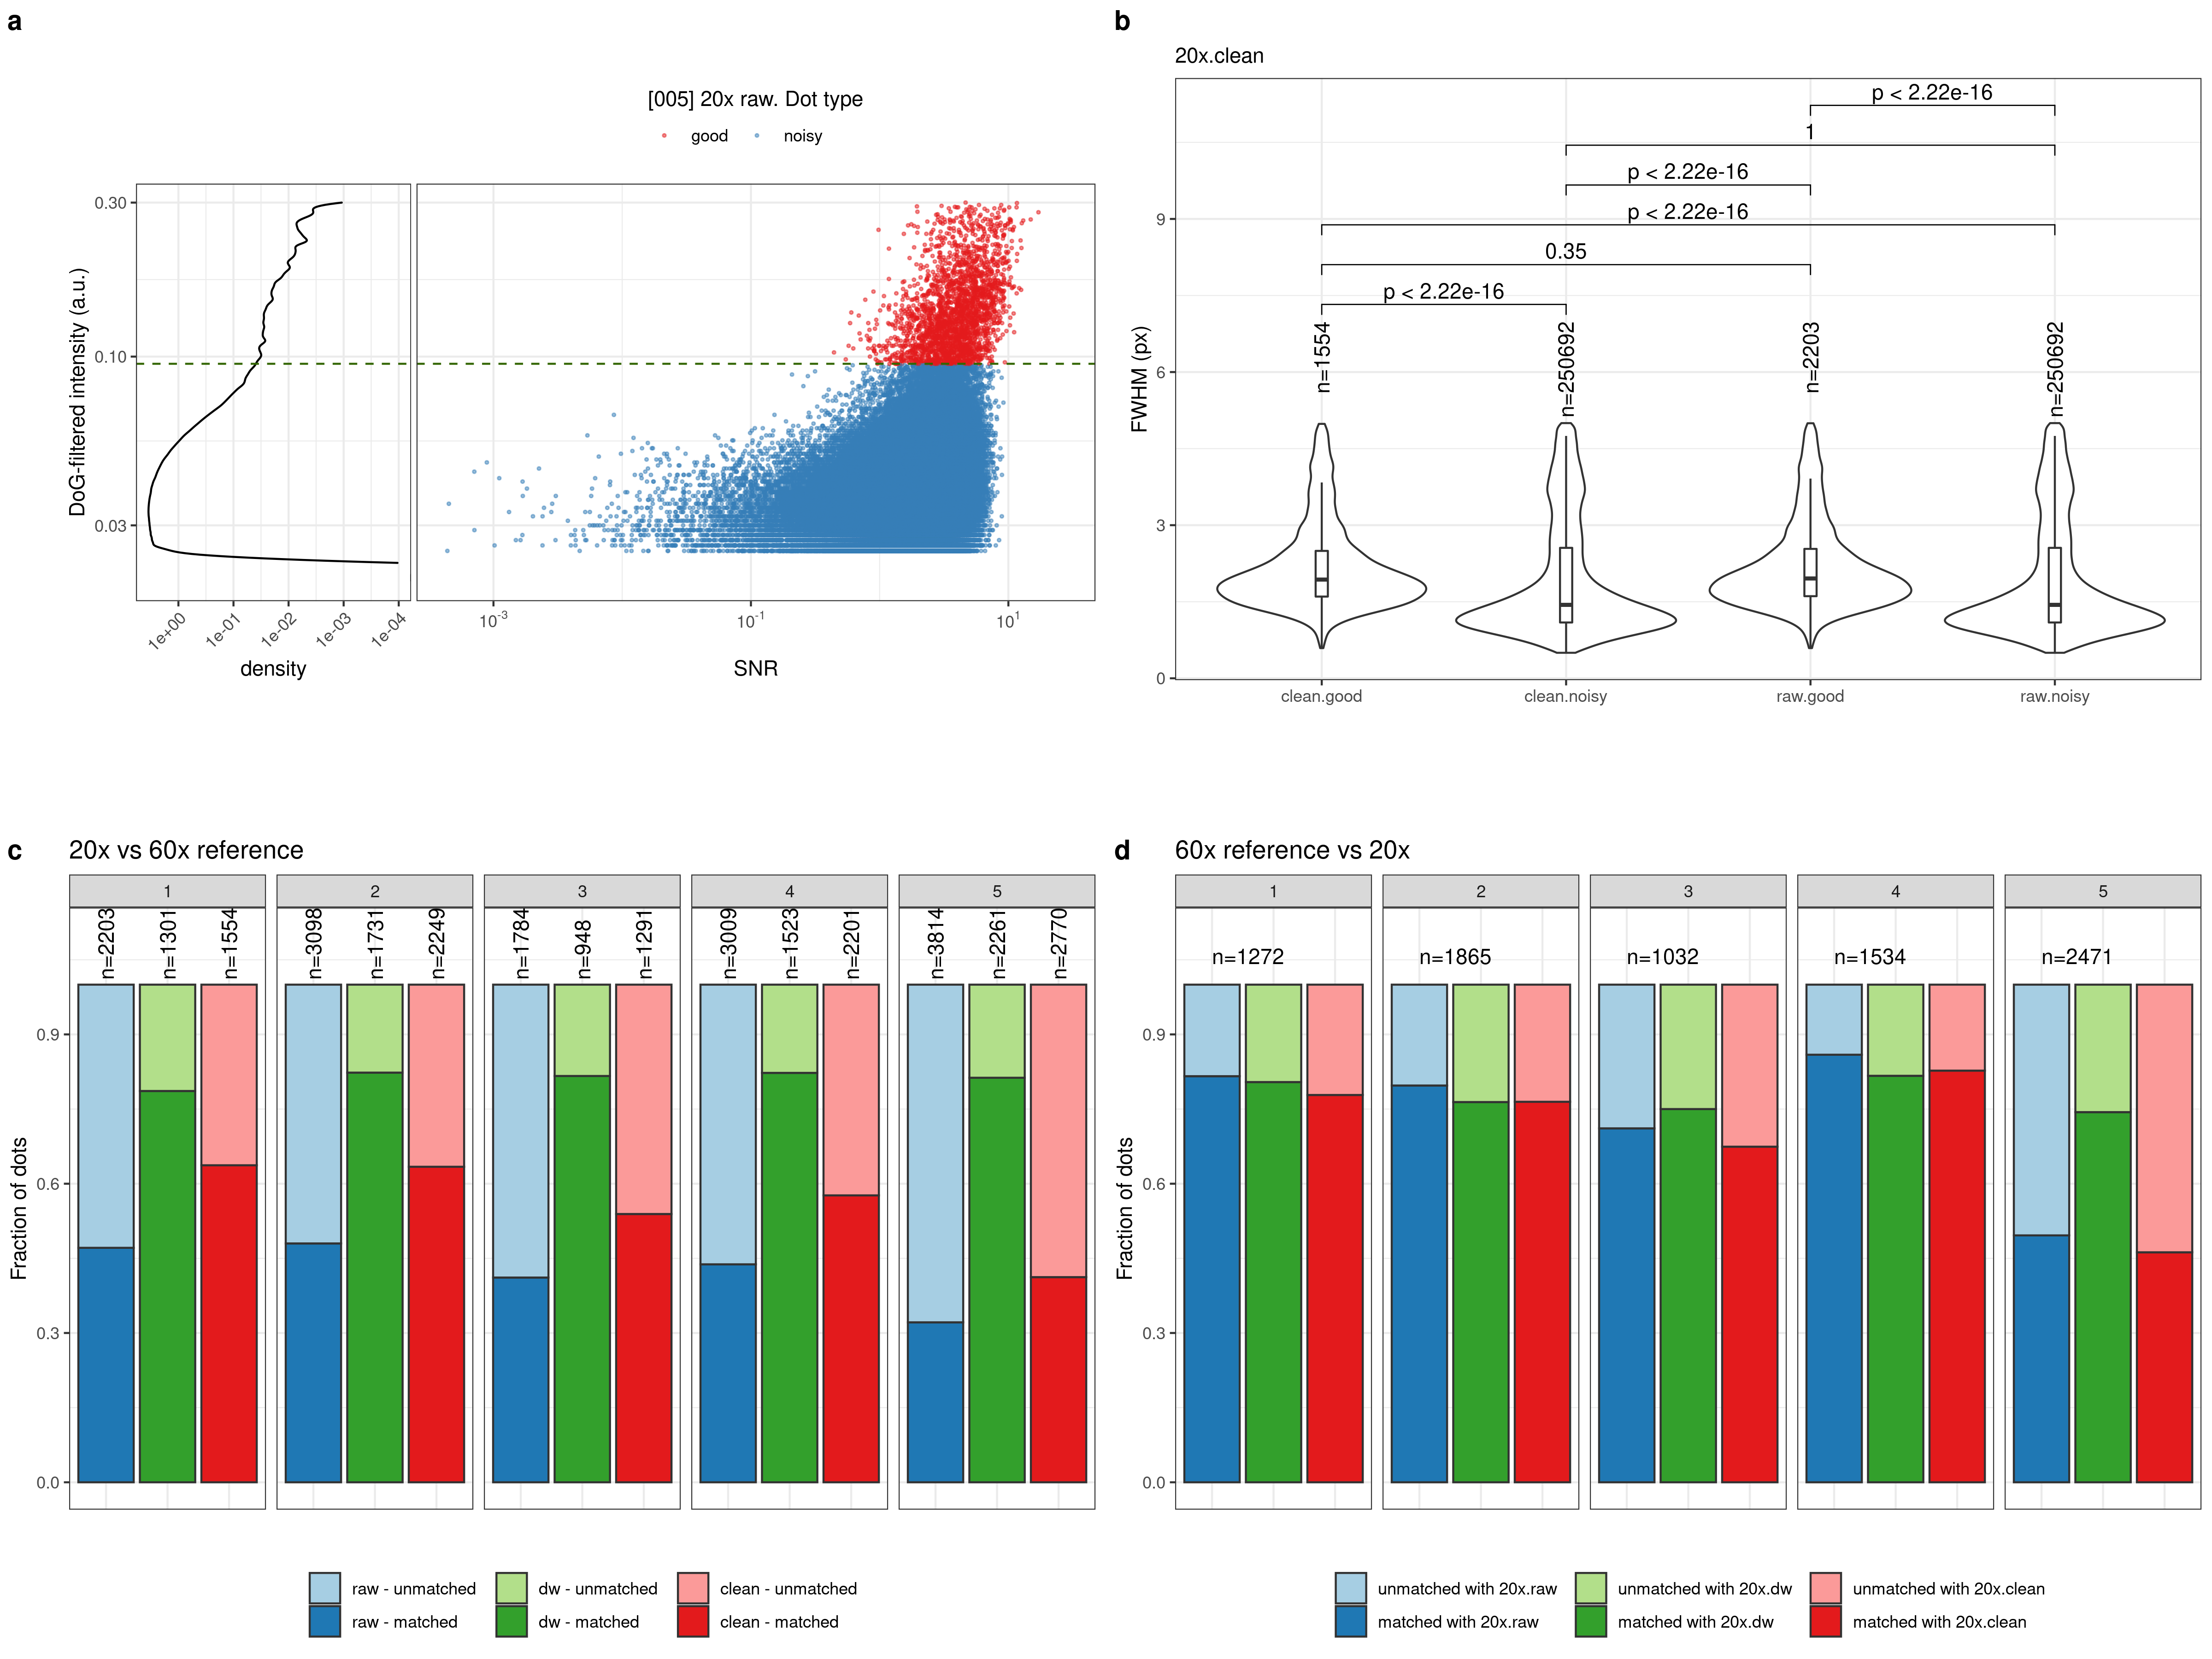 a
[005] 20x raw. Dot type
good
noisy
DoG-filtered intensity (a.u.)
0.30
0.10
0.03
1e+00
1e-01
1e-02
1e-03
1e-04
density
10-3
10-1
101
SNR
b
20x.clean
p < 2.22e-16
1
p < 2.22e-16
p < 2.22e-16
0.35
p < 2.22e-16
n=1554
n=250692
n=2203
n=250692
FWHM (px)
9
6
3
0
clean.good
clean.noisy
raw.good
raw.noisy
c
20x vs 60x reference
1
2
3
4
5
n=2203
n=1301
n=1554
n=3098
n=1731
n=2249
n=1784
n=948
n=1291
n=3009
n=1523
n=2201
n=3814
n=2261
n=2770
Fraction of dots
0.9
0.6
0.3
0.0
raw - unmatched
dw - unmatched
clean - unmatched
raw - matched
dw - matched
clean - matched
d
60x reference vs 20x
1
2
3
4
5
n=1272
n=1865
n=1032
n=1534
n=2471
Fraction of dots
0.9
0.6
0.3
0.0
unmatched with 20x.raw
unmatched with 20x.dw
unmatched with 20x.clean
matched with 20x.raw
matched with 20x.dw
matched with 20x.clean